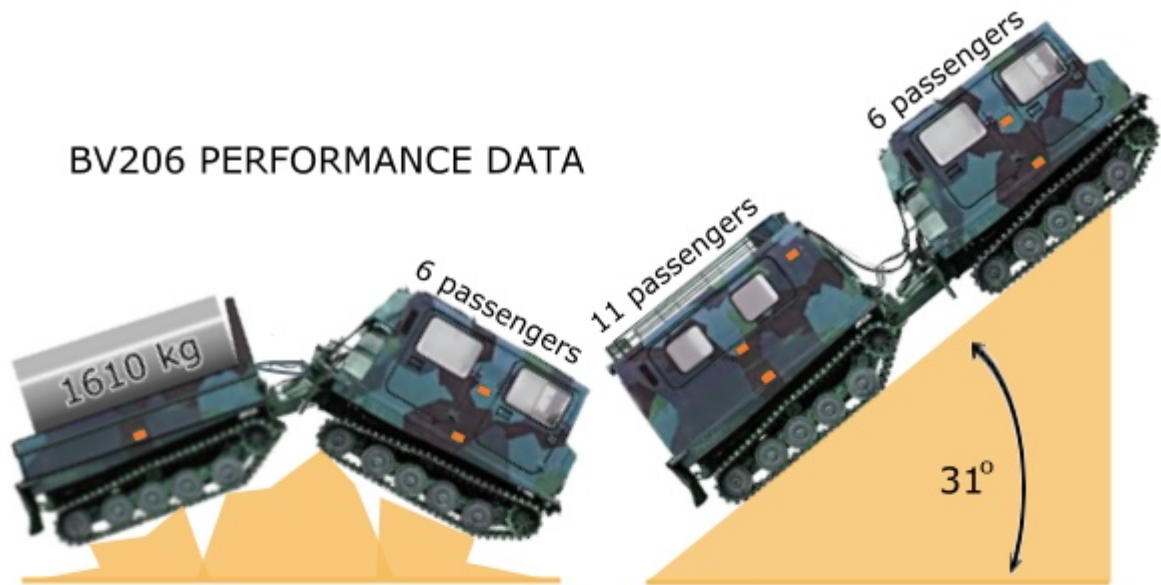 BV206 PERFORMANCE DATA
1610 kg
6 passengers
11 passengers
6 passengers
31°